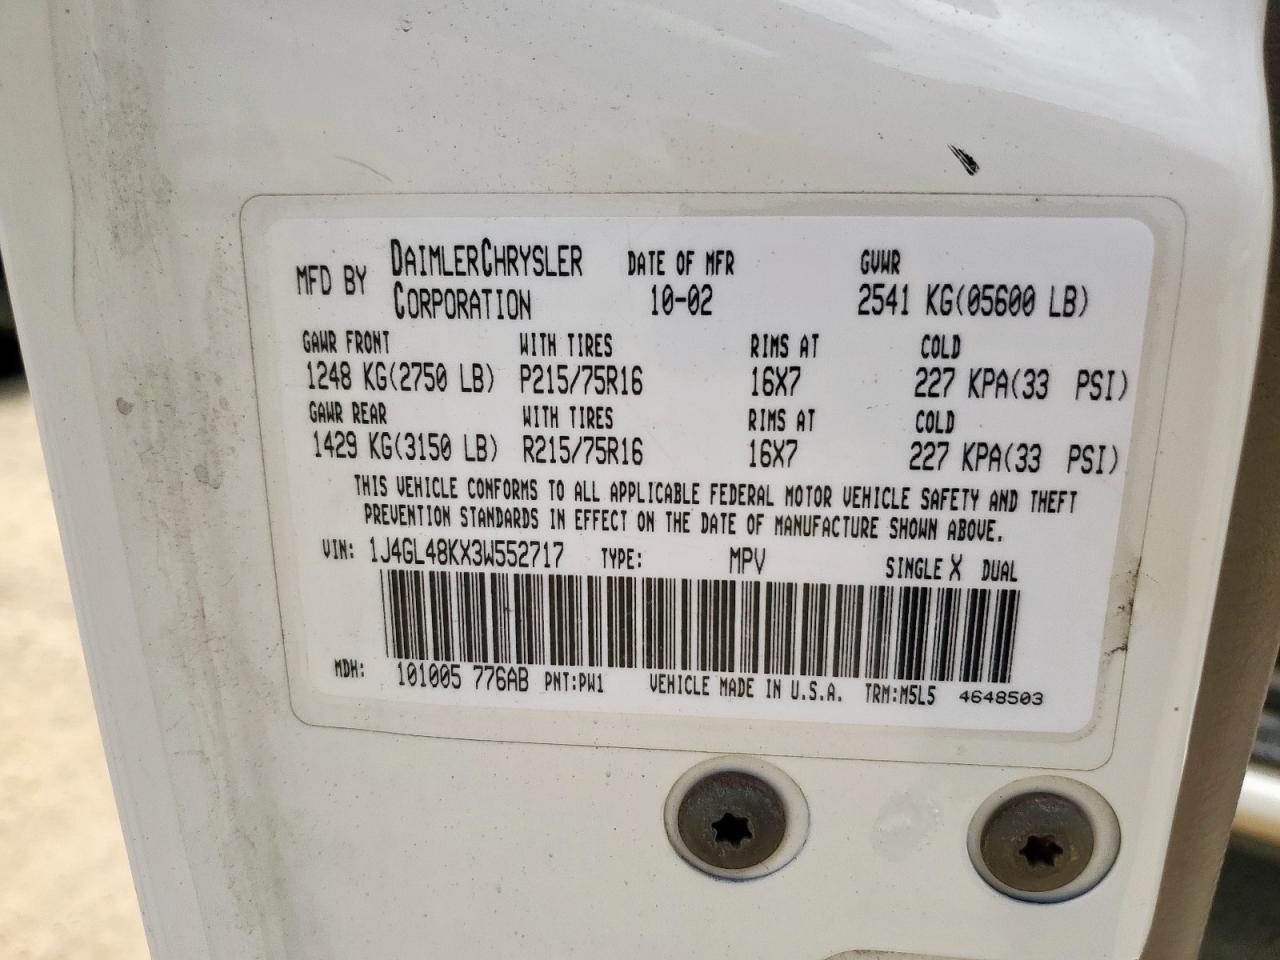 MFD BY DAIMLERCHRYSLER CORPORATION DATE OF MFR 10-02 GVWR 2541 KG(05600 LB)
GAWR FRONT WITH TIRES RIMS AT COLD
1248 KG(2750 LB) P215/75R16 16X7 227 KPA(33 PSI)
GAWR REAR WITH TIRES RIMS AT COLD
1429 KG(3150 LB) R215/75R16 16X7 227 KPA(33 PSI)
THIS VEHICLE CONFORMS TO ALL APPLICABLE FEDERAL MOTOR VEHICLE SAFETY AND THEFT
PREVENTION STANDARDS IN EFFECT ON THE DATE OF MANUFACTURE SHOWN ABOVE.
VIN: 1J4GL48KX3W552717 TYPE: MPV SINGLE X DUAL
MDH: 101005 776AB PNT:PW1 VEHICLE MADE IN U.S.A. TRM:M5L5 4648503